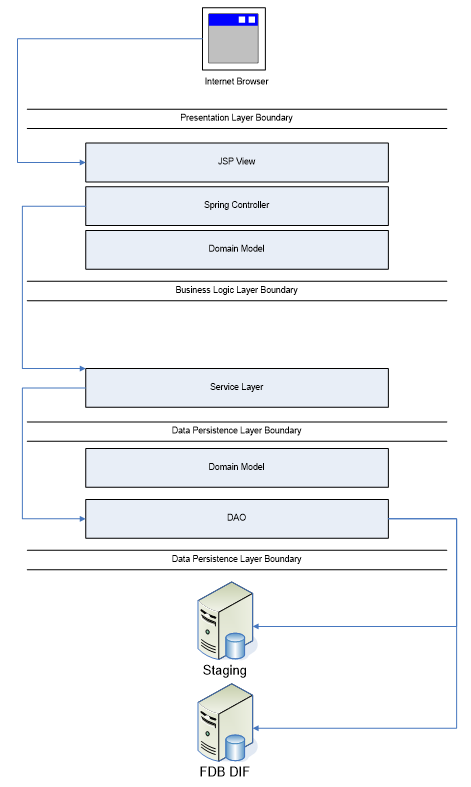 Internet Browser
Presentation Layer Boundary
JSP View
Spring Controller
Domain Model
Business Logic Layer Boundary
Service Layer
Data Persistence Layer Boundary
Domain Model
DAO
Data Persistence Layer Boundary
Staging
FDB DIF